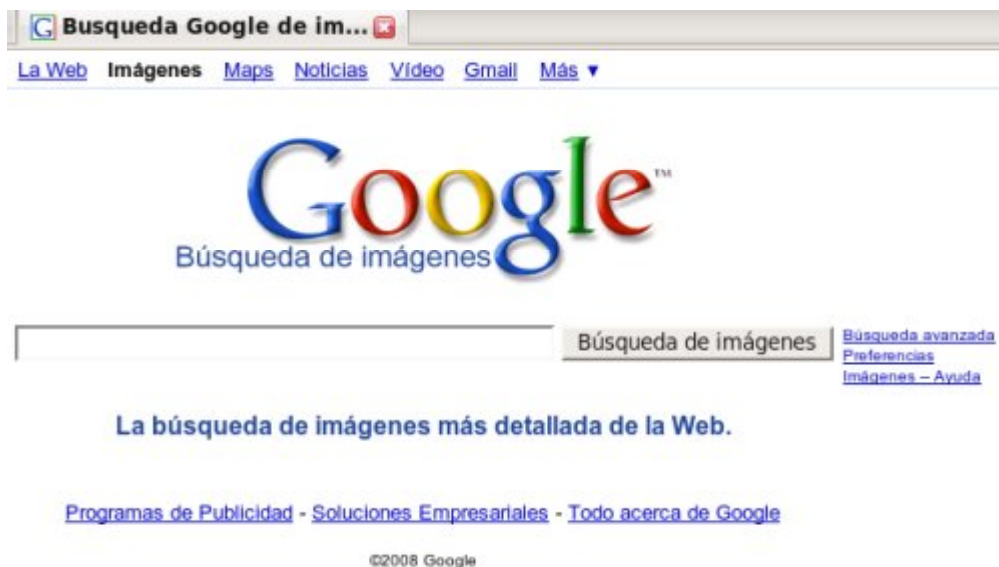 Busqueda Google de im...
La Web Imágenes Maps Noticias Vídeo Gmail Más ▼
Google™
Búsqueda de imágenes
Búsqueda de imágenes
Búsqueda avanzada
Preferencias
Imágenes – Ayuda
La búsqueda de imágenes más detallada de la Web.
Programas de Publicidad - Soluciones Empresariales - Todo acerca de Google
©2008 Google